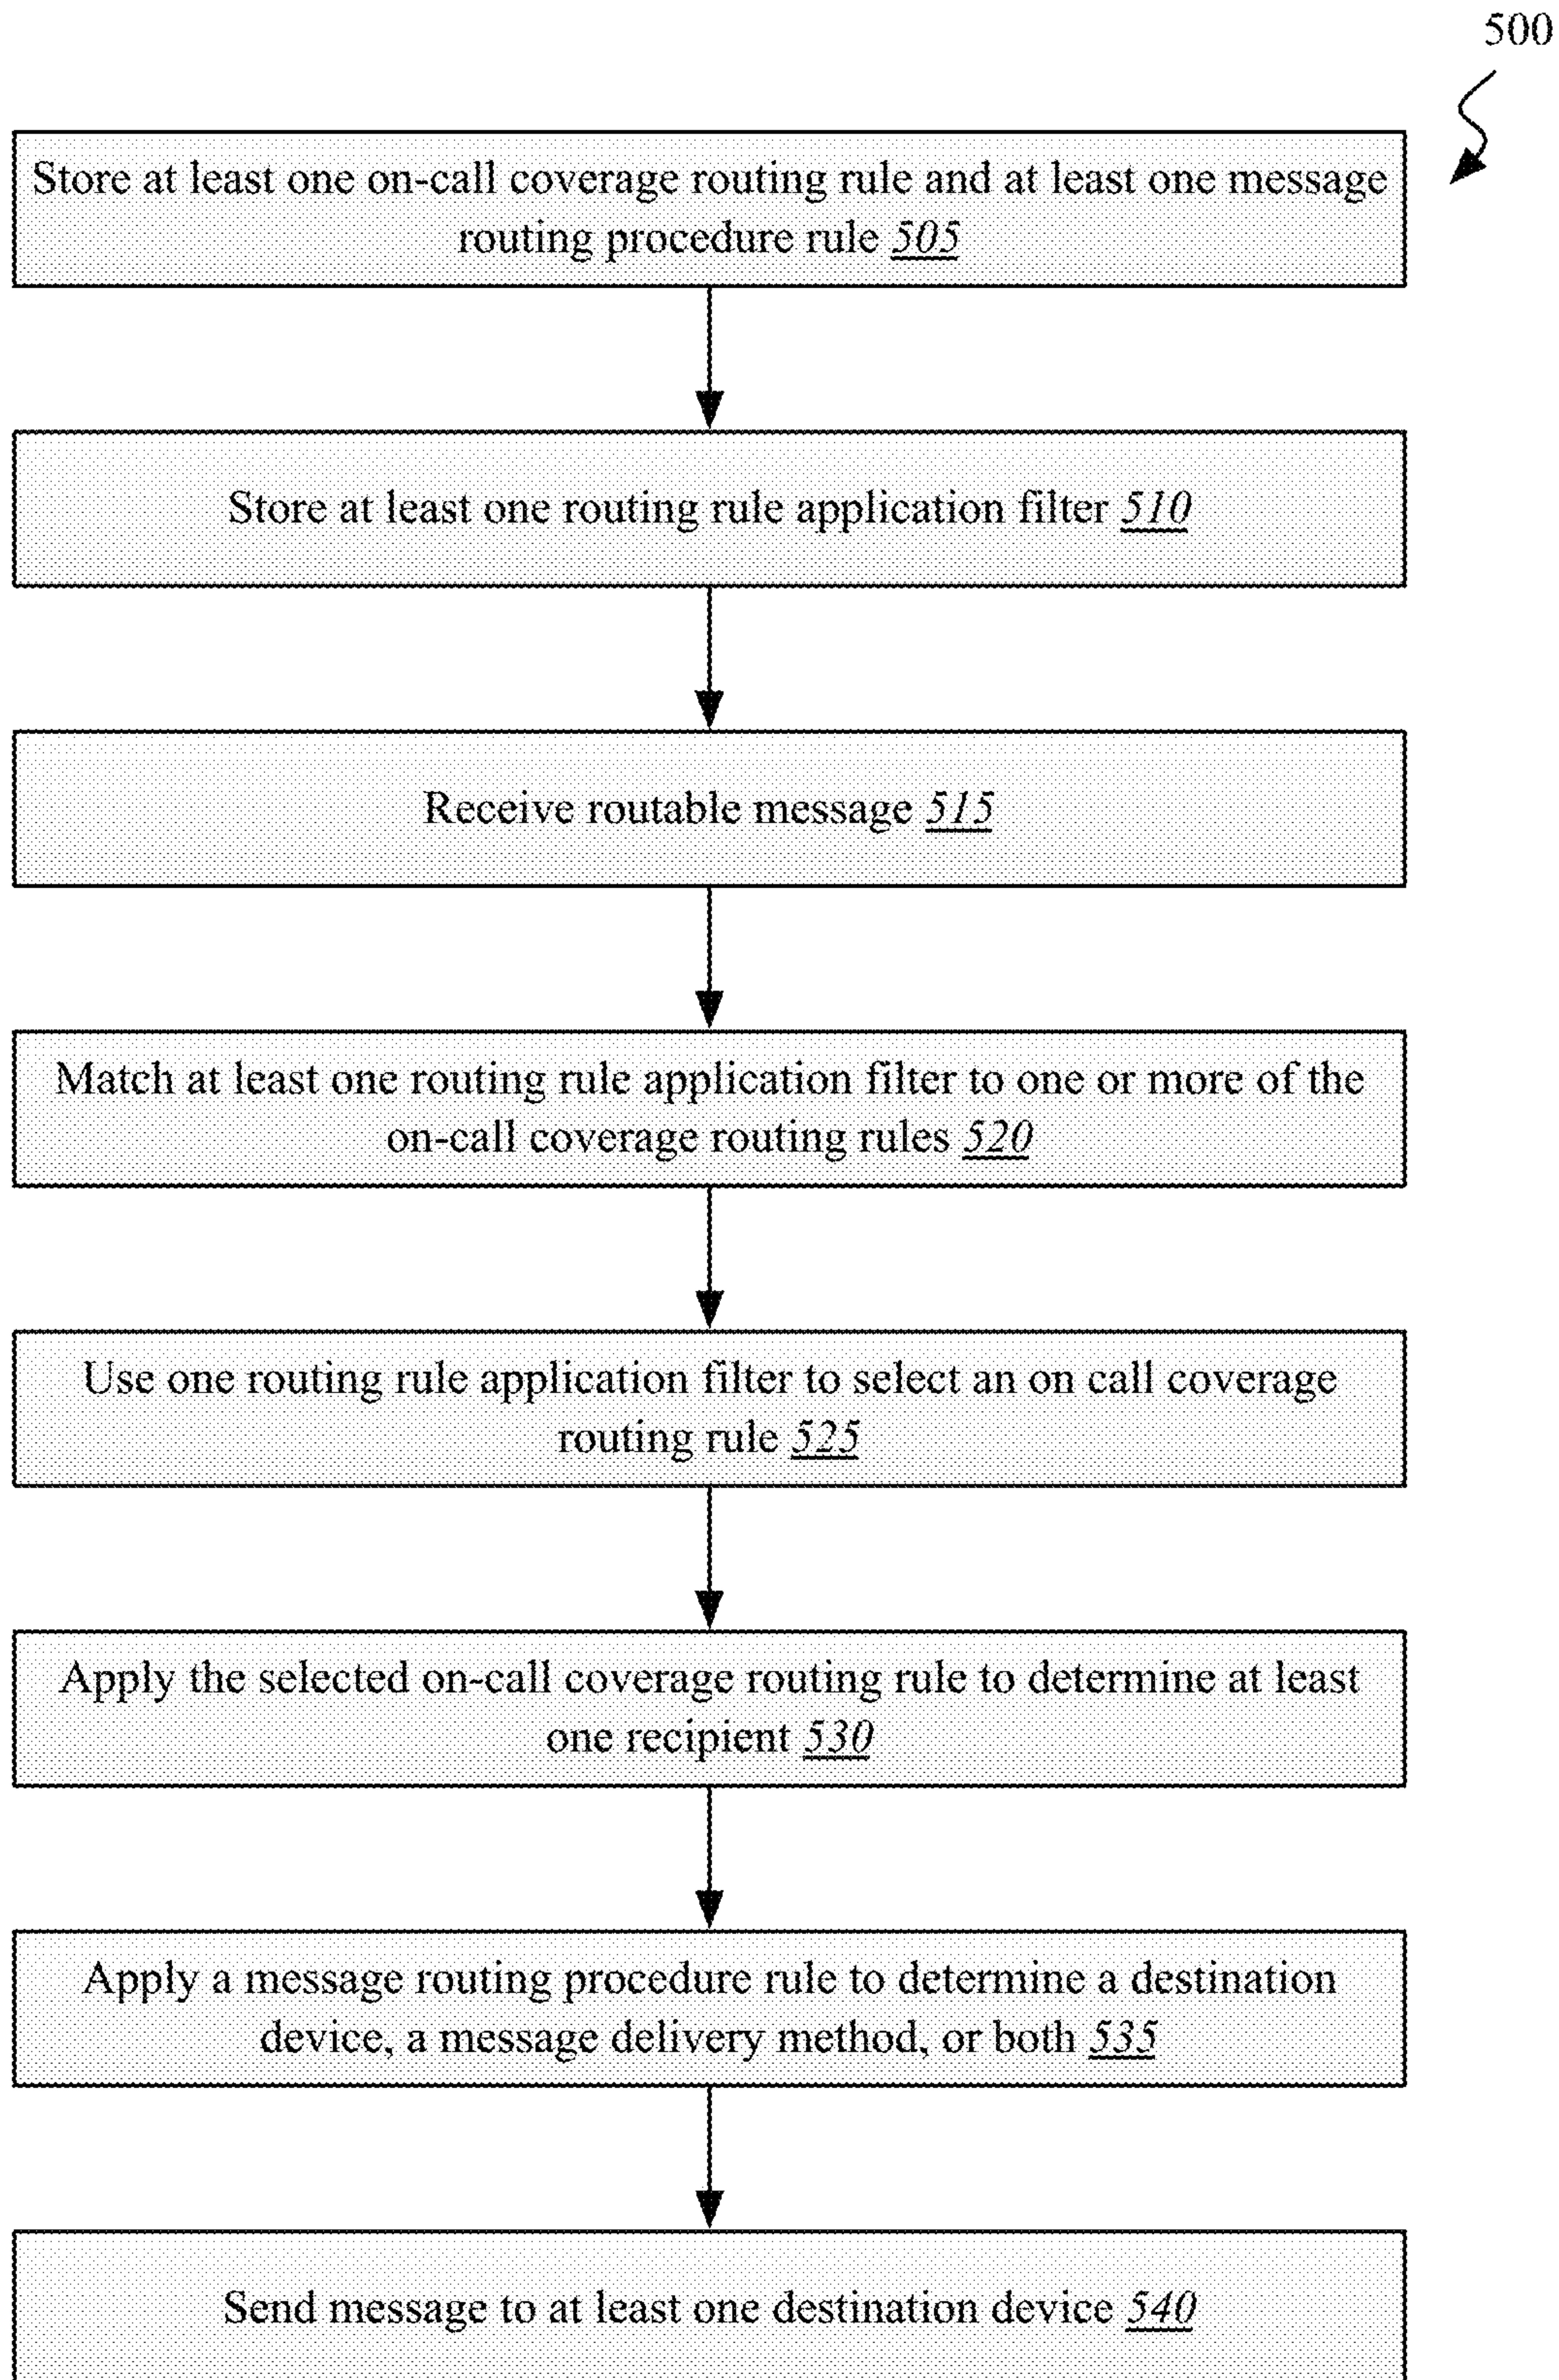 500
Store at least one on-call coverage routing rule and at least one message
routing procedure rule 505
Store at least one routing rule application filter 510
Receive routable message 515
Match at least one routing rule application filter to one or more of the
on-call coverage routing rules 520
Use one routing rule application filter to select an on call coverage
routing rule 525
Apply the selected on-call coverage routing rule to determine at least
one recipient 530
Apply a message routing procedure rule to determine a destination
device, a message delivery method, or both 535
Send message to at least one destination device 540